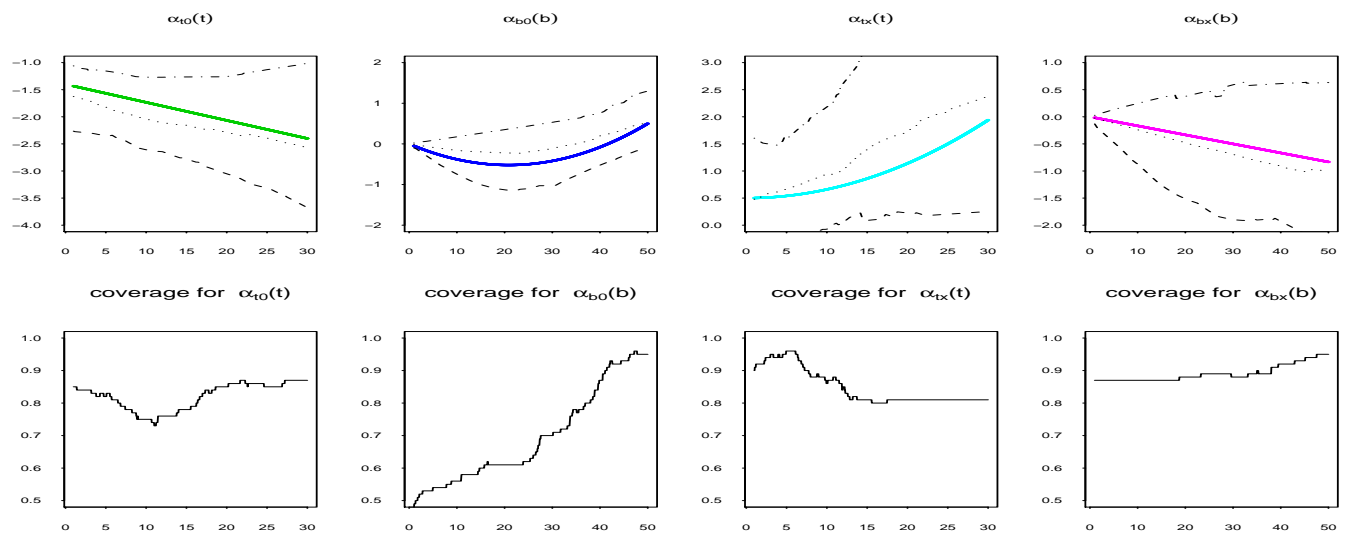 α_t0(t) α_b0(b) α_tx(t) α_bx(b)
−1.0 2 3.0 1.0
−1.5 1 2.5 0.5
−2.0 0 2.0 0.0
−2.5 −1 1.5 −0.5
−3.0 −2 1.0 −1.0
−3.5 0.5 −1.5
−4.0 0.0 −2.0
0 5 10 15 20 25 30 0 10 20 30 40 50 0 5 10 15 20 25 30 0 10 20 30 40 50
coverage for α_t0(t) coverage for α_b0(b) coverage for α_tx(t) coverage for α_bx(b)
1.0 1.0 1.0 1.0
0.9 0.9 0.9 0.9
0.8 0.8 0.8 0.8
0.7 0.7 0.7 0.7
0.6 0.6 0.6 0.6
0.5 0.5 0.5 0.5
0 5 10 15 20 25 30 0 10 20 30 40 50 0 5 10 15 20 25 30 0 10 20 30 40 50